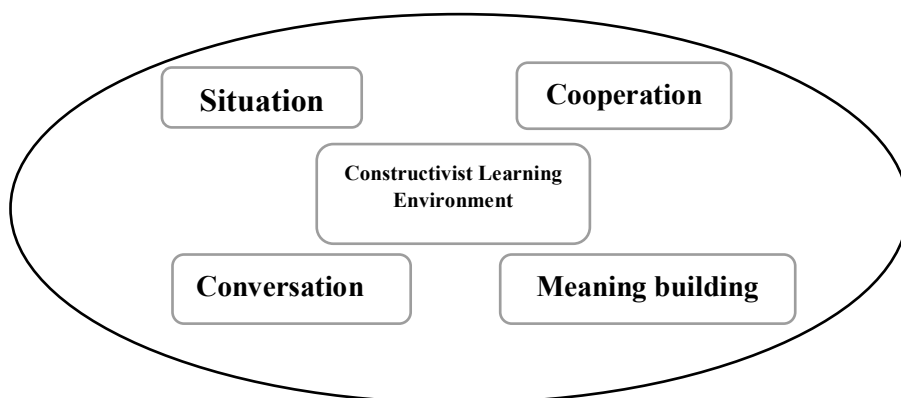 Situation
Cooperation
Constructivist Learning
Environment
Conversation
Meaning building